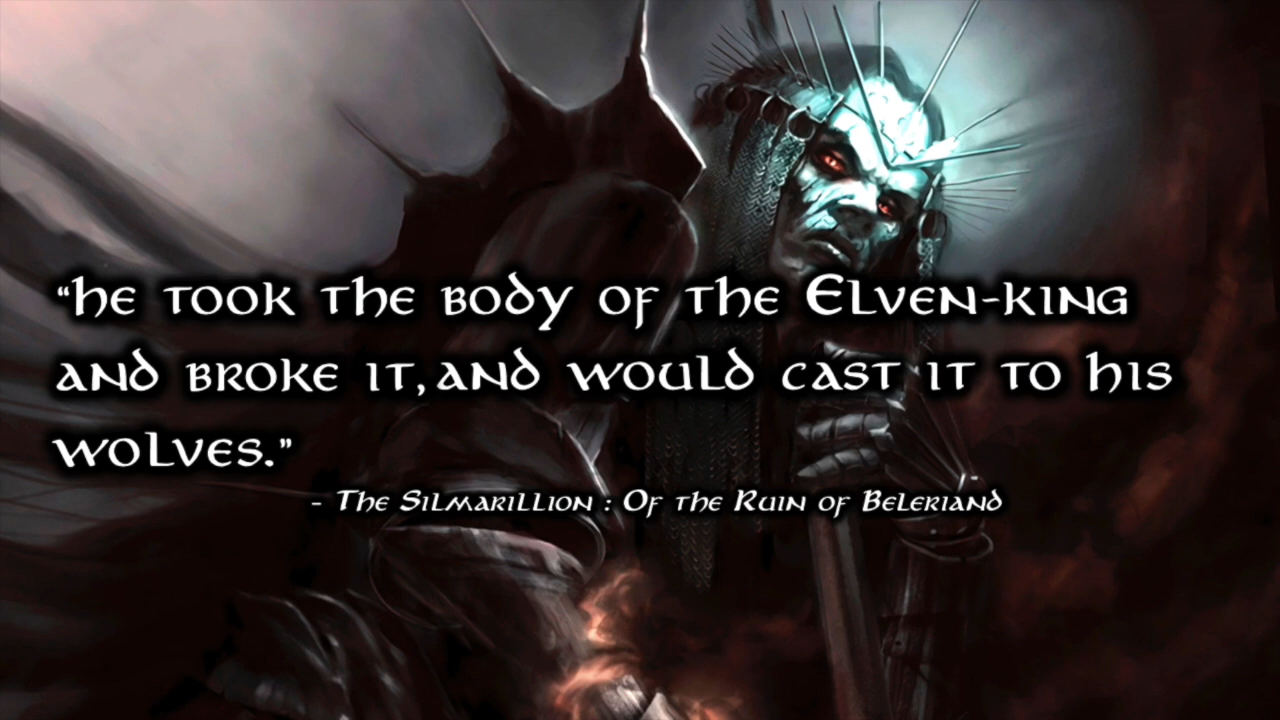 “he took the body of the Elven-king
and broke it, and would cast it to his
wolves.”
- The Silmarillion : Of the Ruin of Beleriand